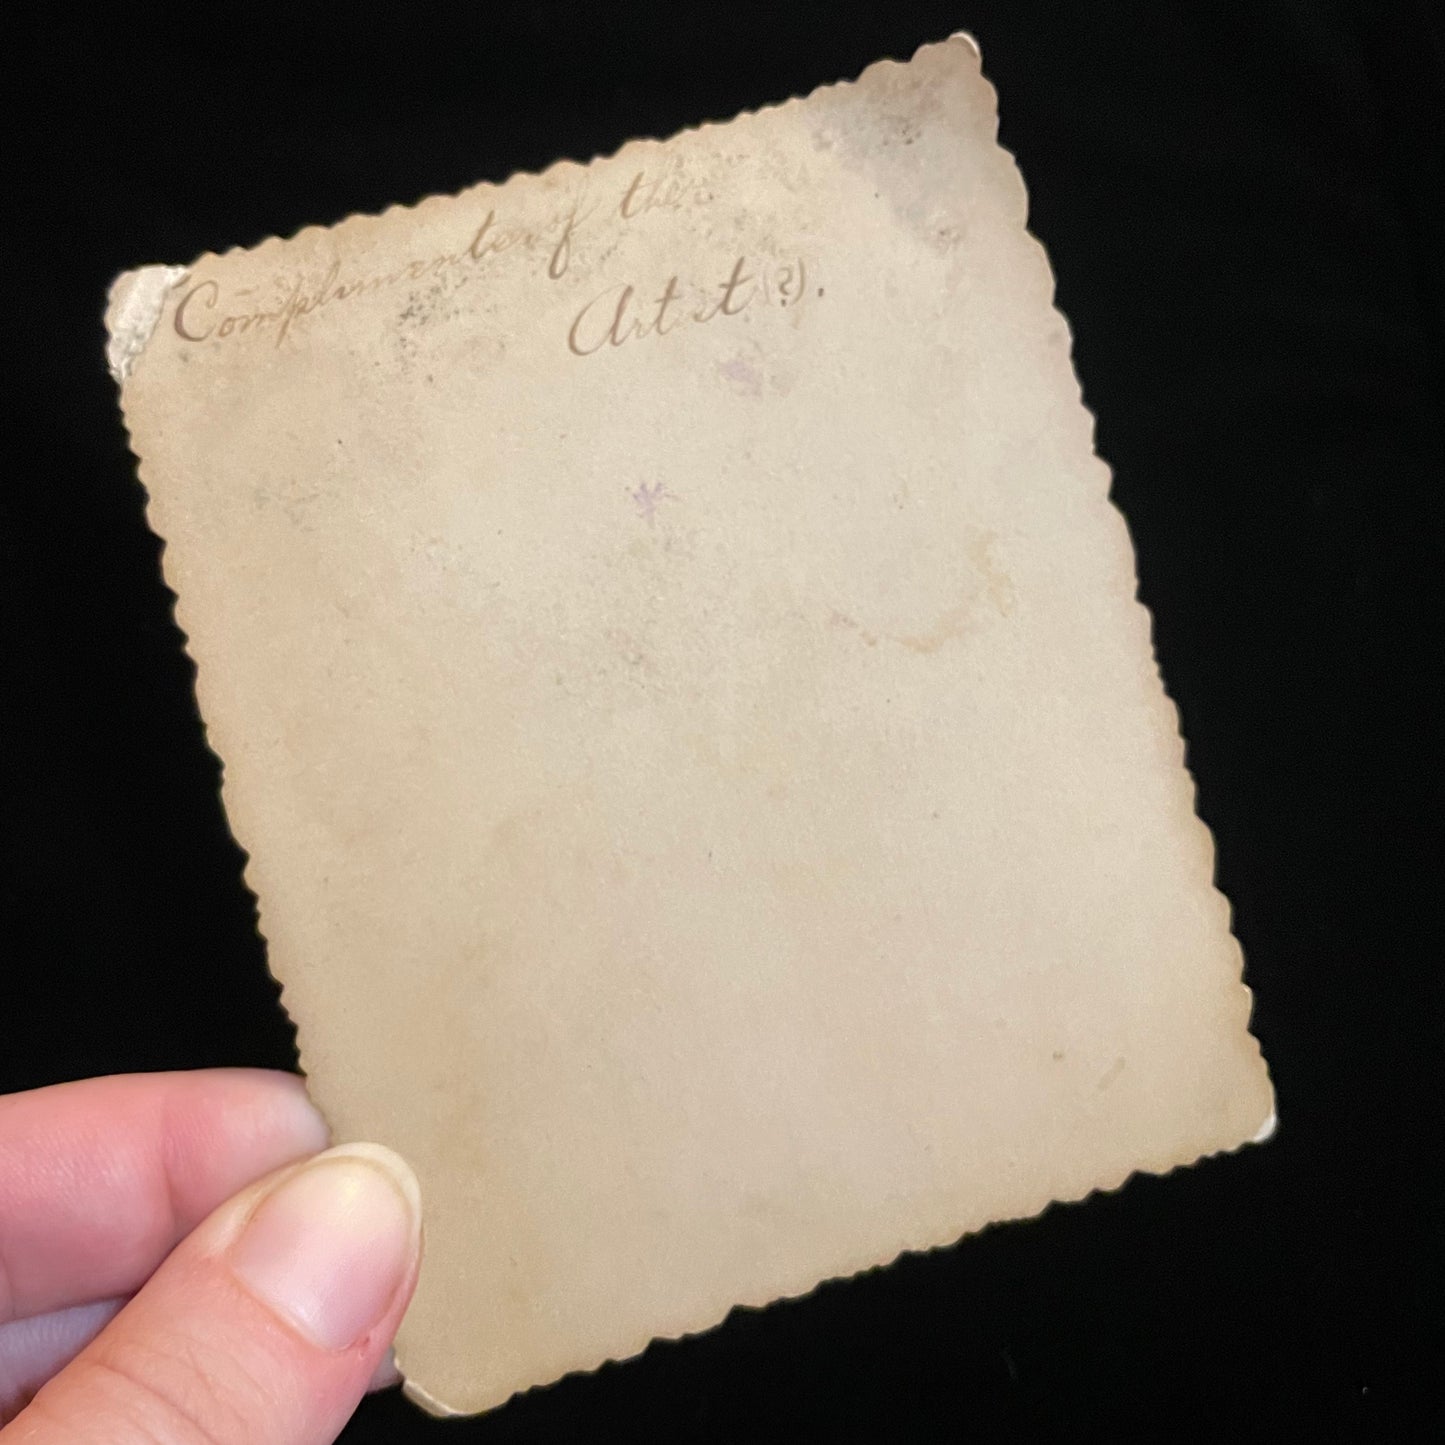 Compliments of the
Artist (?).